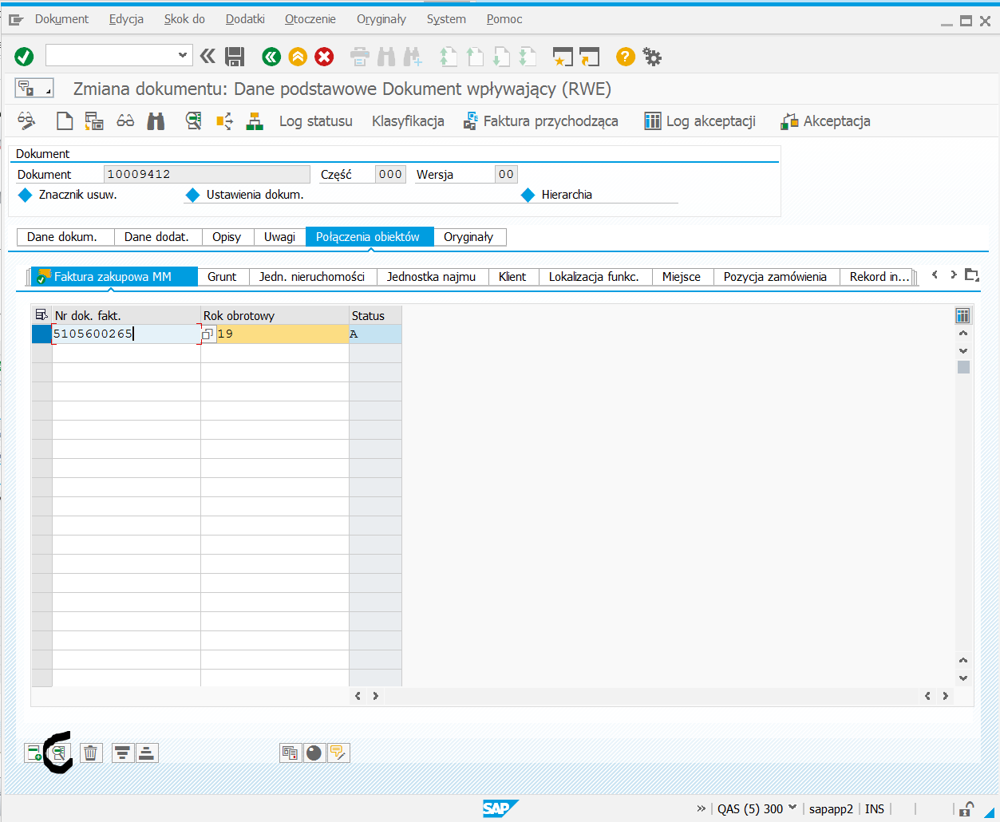 Dokument Edycja Skok do Dodatki Otoczenie Oryginały System Pomoc
Zmiana dokumentu: Dane podstawowe Dokument wpływający (RWE)
Log statusu Klasyfikacja Faktura przychodząca Log akceptacji Akceptacja
Dokument
Dokument 10009412 Część 000 Wersja 00
Znacznik usuw. Ustawienia dokum. Hierarchia
Dane dokum. Dane dodat. Opisy Uwagi Połączenia obiektów Oryginały
Faktura zakupowa MM Grunt Jedn. nieruchomości Jednostka najmu Klient Lokalizacja funkc. Miejsce Pozycja zamówienia Rekord in...
Nr dok. fakt. Rok obrotowy Status
5105600265 19 A
SAP QAS (5) 300 sapapp2 INS